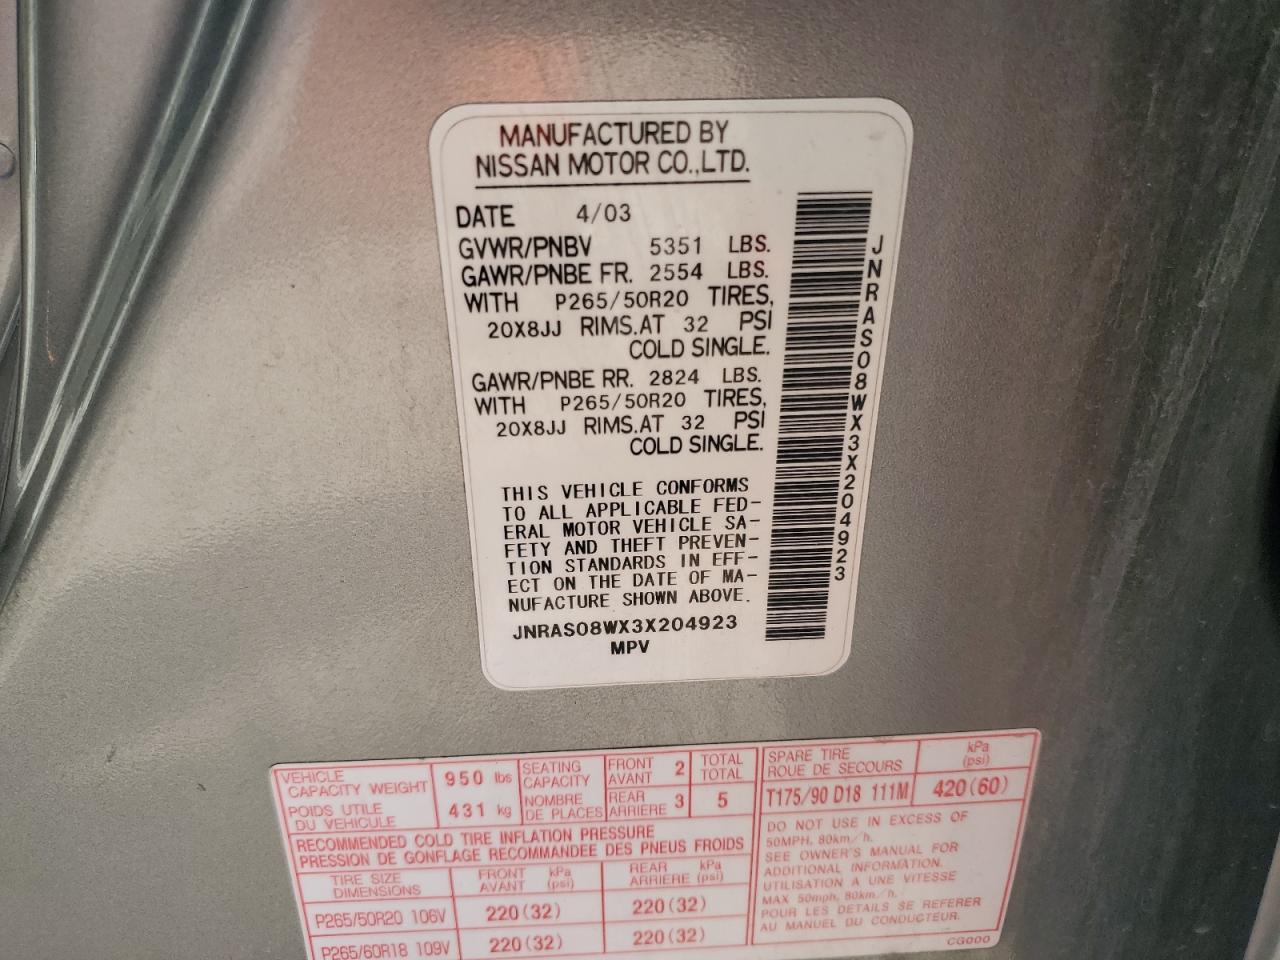 MANUFACTURED BY
NISSAN MOTOR CO.,LTD.
DATE 4/03
GVWR/PNBV 5351 LBS.
GAWR/PNBE FR. 2554 LBS.
WITH P265/50R20 TIRES,
20X8JJ RIMS.AT 32 PSI
COLD SINGLE.
GAWR/PNBE RR. 2824 LBS.
WITH P265/50R20 TIRES,
20X8JJ RIMS.AT 32 PSI
COLD SINGLE.
THIS VEHICLE CONFORMS
TO ALL APPLICABLE FED-
ERAL MOTOR VEHICLE SA-
FETY AND THEFT PREVEN-
TION STANDARDS IN EFF-
ECT ON THE DATE OF MA-
NUFACTURE SHOWN ABOVE.
JNRAS08WX3X204923
MPV
JNRAS08WX3X204923
VEHICLE
CAPACITY WEIGHT
950 lbs
POIDS UTILE
DU VEHICULE
431 kg
SEATING
CAPACITY
NOMBRE
DE PLACES
FRONT
AVANT 2
REAR
ARRIERE 3
TOTAL
TOTAL
5
RECOMMENDED COLD TIRE INFLATION PRESSURE
PRESSION DE GONFLAGE RECOMMANDEE DES PNEUS FROIDS
TIRE SIZE
DIMENSIONS
FRONT kPa
AVANT (psi)
REAR kPa
ARRIERE (psi)
P265/50R20 106V 220(32) 220(32)
P265/60R18 109V 220(32) 220(32)
SPARE TIRE
ROUE DE SECOURS
kPa
(psi)
T175/90 D18 111M 420(60)
DO NOT USE IN EXCESS OF
50MPH, 80km/h.
SEE OWNER'S MANUAL FOR
ADDITIONAL INFORMATION.
UTILISATION A UNE VITESSE
MAX 50mph, 80km/h.
POUR LES DETAILS SE REFERER
AU MANUEL DU CONDUCTEUR.
CG000